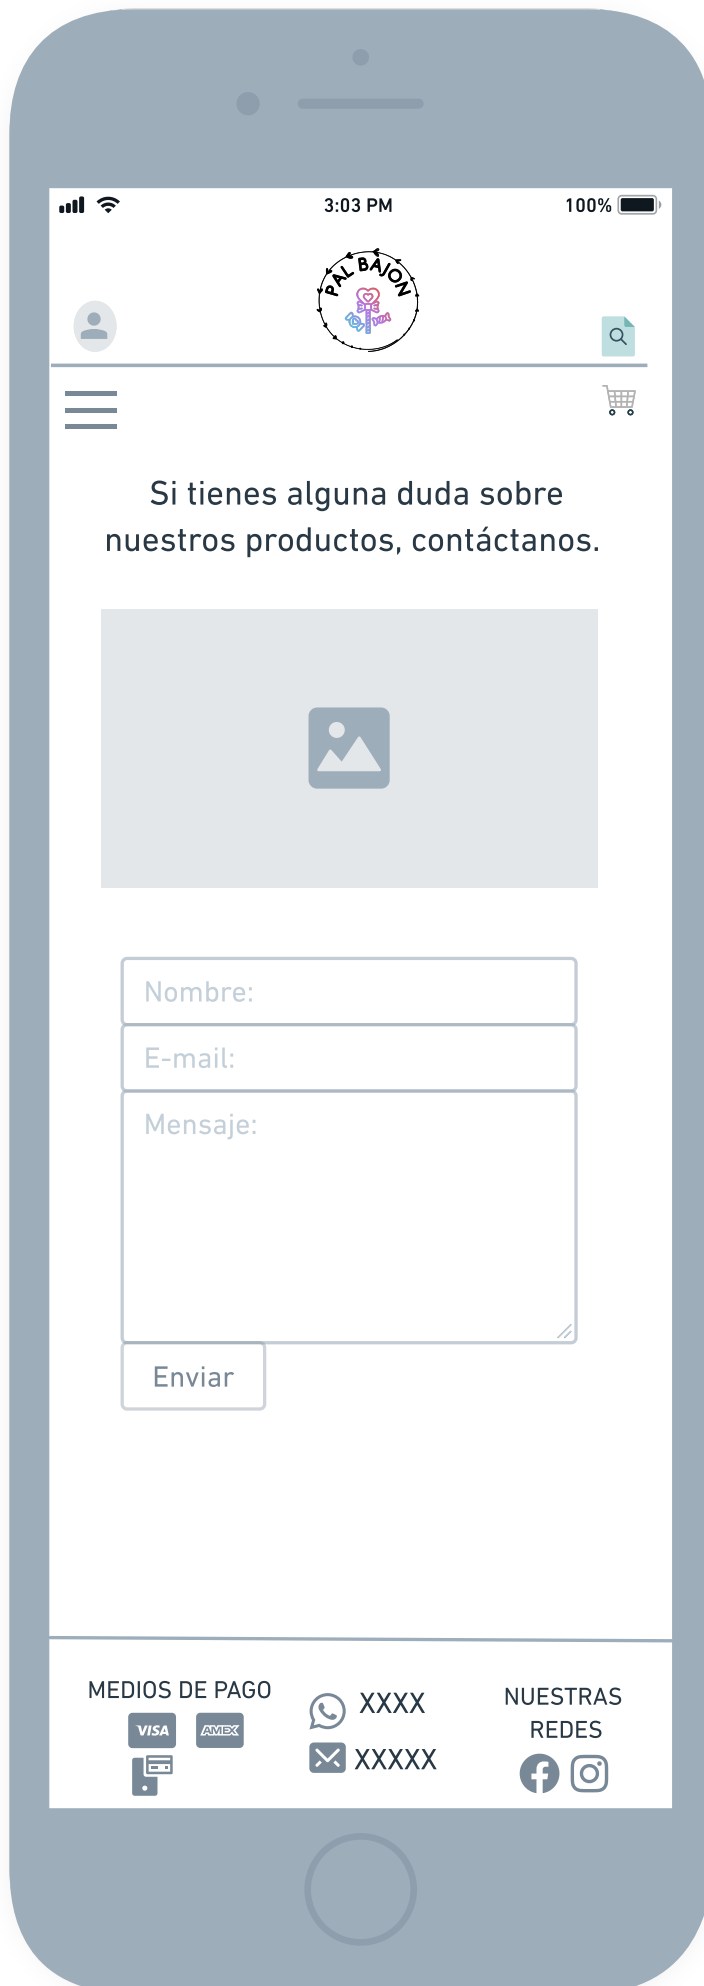 3:03 PM
100%
PAL BAJON
Si tienes alguna duda sobre
nuestros productos, contáctanos.
Nombre:
E-mail:
Mensaje:
Enviar
MEDIOS DE PAGO
VISA AMEX
XXXX
XXXXX
NUESTRAS
REDES